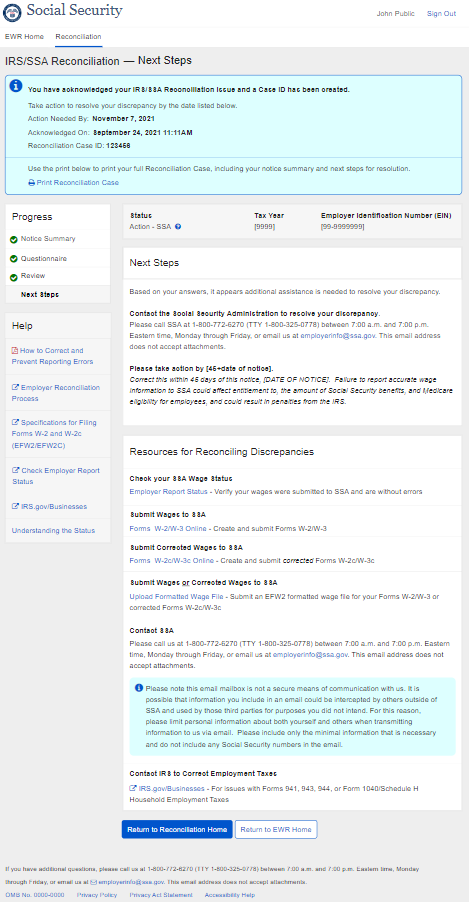 Social Security
John Public Sign Out
EWR Home Reconciliation
IRS/SSA Reconciliation — Next Steps
You have acknowledged your IRS/SSA Reconciliation issue and a Case ID has been created.
Take action to resolve your discrepancy by the date listed below.
Action Needed By: November 7, 2021
Acknowledged On: September 24, 2021 11:11AM
Reconciliation Case ID: 123456
Use the print below to print your full Reconciliation Case, including your notice summary and next steps for resolution.
Print Reconciliation Case
Progress
Notice Summary
Questionnaire
Review
Next Steps
Help
How to Correct and
Prevent Reporting Errors
Employer Reconciliation
Process
Specifications for Filing
Forms W-2 and W-2c
(EFW2/EFW2C)
Check Employer Report
Status
IRS.gov/Businesses
Understanding the Status
Status Tax Year Employer Identification Number (EIN)
Action - SSA [9999] [99-9999999]
Next Steps
Based on your answers, it appears additional assistance is needed to resolve your discrepancy.
Contact the Social Security Administration to resolve your discrepancy.
Please call SSA at 1-800-772-6270 (TTY 1-800-325-0778) between 7:00 a.m. and 7:00 p.m.
Eastern time, Monday through Friday, or email us at employerinfo@ssa.gov. This email address
does not accept attachments.
Please take action by [45+date of notice].
Correct this within 45 days of this notice, [DATE OF NOTICE]. Failure to report accurate wage
information to SSA could affect entitlement to, the amount of Social Security benefits, and Medicare
eligibility for employees, and could result in penalties from the IRS.
Resources for Reconciling Discrepancies
Check your SSA Wage Status
Employer Report Status - Verify your wages were submitted to SSA and are without errors
Submit Wages to SSA
Forms W-2/W-3 Online - Create and submit Forms W-2/W-3
Submit Corrected Wages to SSA
Forms W-2c/W-3c Online - Create and submit corrected Forms W-2c/W-3c
Submit Wages or Corrected Wages to SSA
Upload Formatted Wage File - Submit an EFW2 formatted wage file for your Forms W-2/W-3 or
corrected Forms W-2c/W-3c
Contact SSA
Please call us at 1-800-772-6270 (TTY 1-800-325-0778) between 7:00 a.m. and 7:00 p.m. Eastern
time, Monday through Friday, or email us at employerinfo@ssa.gov. This email address does not
accept attachments.
Please note this email mailbox is not a secure means of communication with us. It is
possible that information you include in an email could be intercepted by others outside of
SSA and used by those third parties for purposes you did not intend. For this reason,
please limit personal information about both yourself and others when transmitting
information to us via email. Please include only the minimal information that is necessary
and do not include any Social Security numbers in the email.
Contact IRS to Correct Employment Taxes
IRS.gov/Businesses - For issues with Forms 941, 943, 944, or Form 1040/Schedule H
Household Employment Taxes
Return to Reconciliation Home Return to EWR Home
If you have additional questions, please call us at 1-800-772-6270 (TTY 1-800-325-0778) between 7:00 a.m. and 7:00 p.m. Eastern time, Monday
through Friday, or email us at employerinfo@ssa.gov. This email address does not accept attachments.
OMB No. 0000-0000 Privacy Policy Privacy Act Statement Accessibility Help